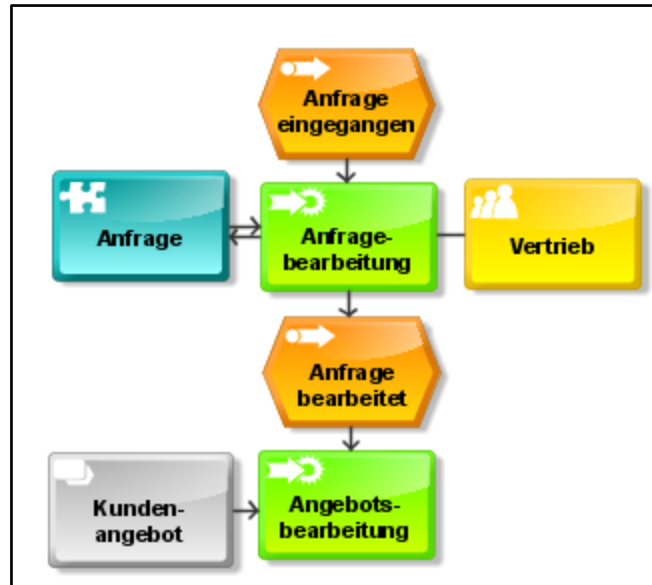 Anfrage
eingegangen
Anfrage
Anfrage-
bearbeitung
Vertrieb
Anfrage
bearbeitet
Kunden-
angebot
Angebots-
bearbeitung